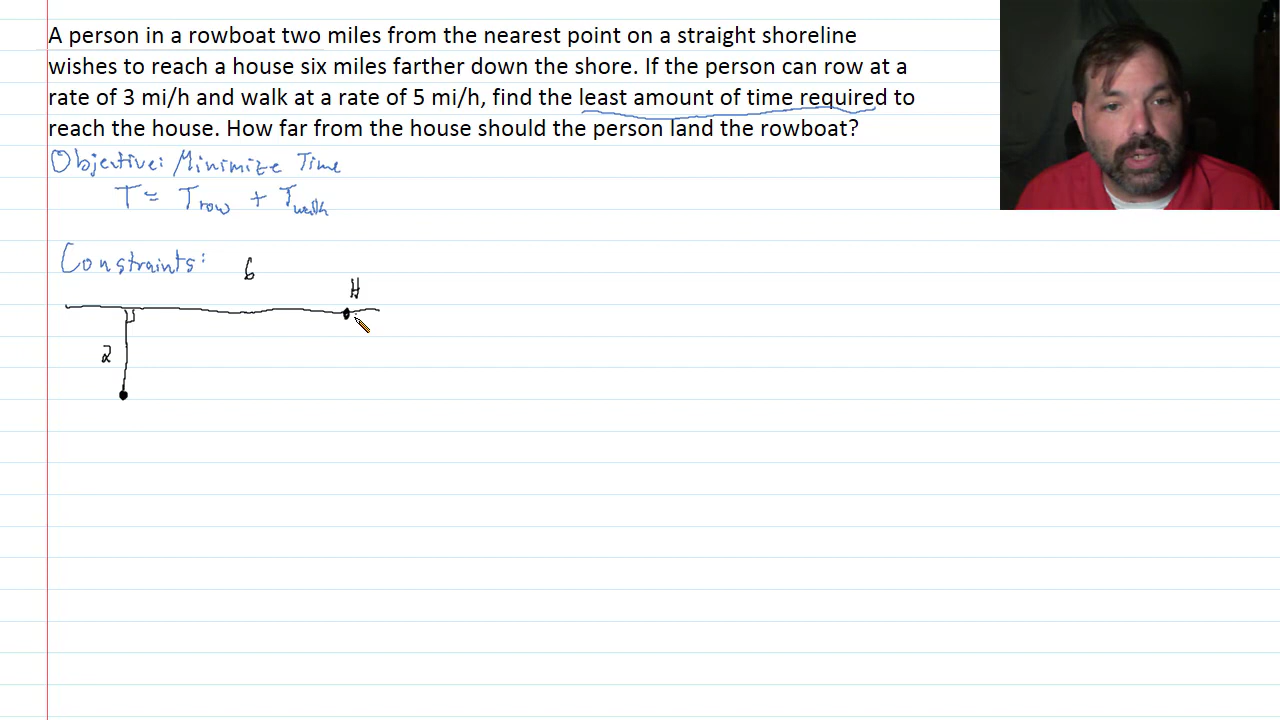 A person in a rowboat two miles from the nearest point on a straight shoreline
wishes to reach a house six miles farther down the shore. If the person can row at a
rate of 3 mi/h and walk at a rate of 5 mi/h, find the least amount of time required to
reach the house. How far from the house should the person land the rowboat?
Objective: Minimize Time
T = Trow + Twalk
Constraints:
6
H
2